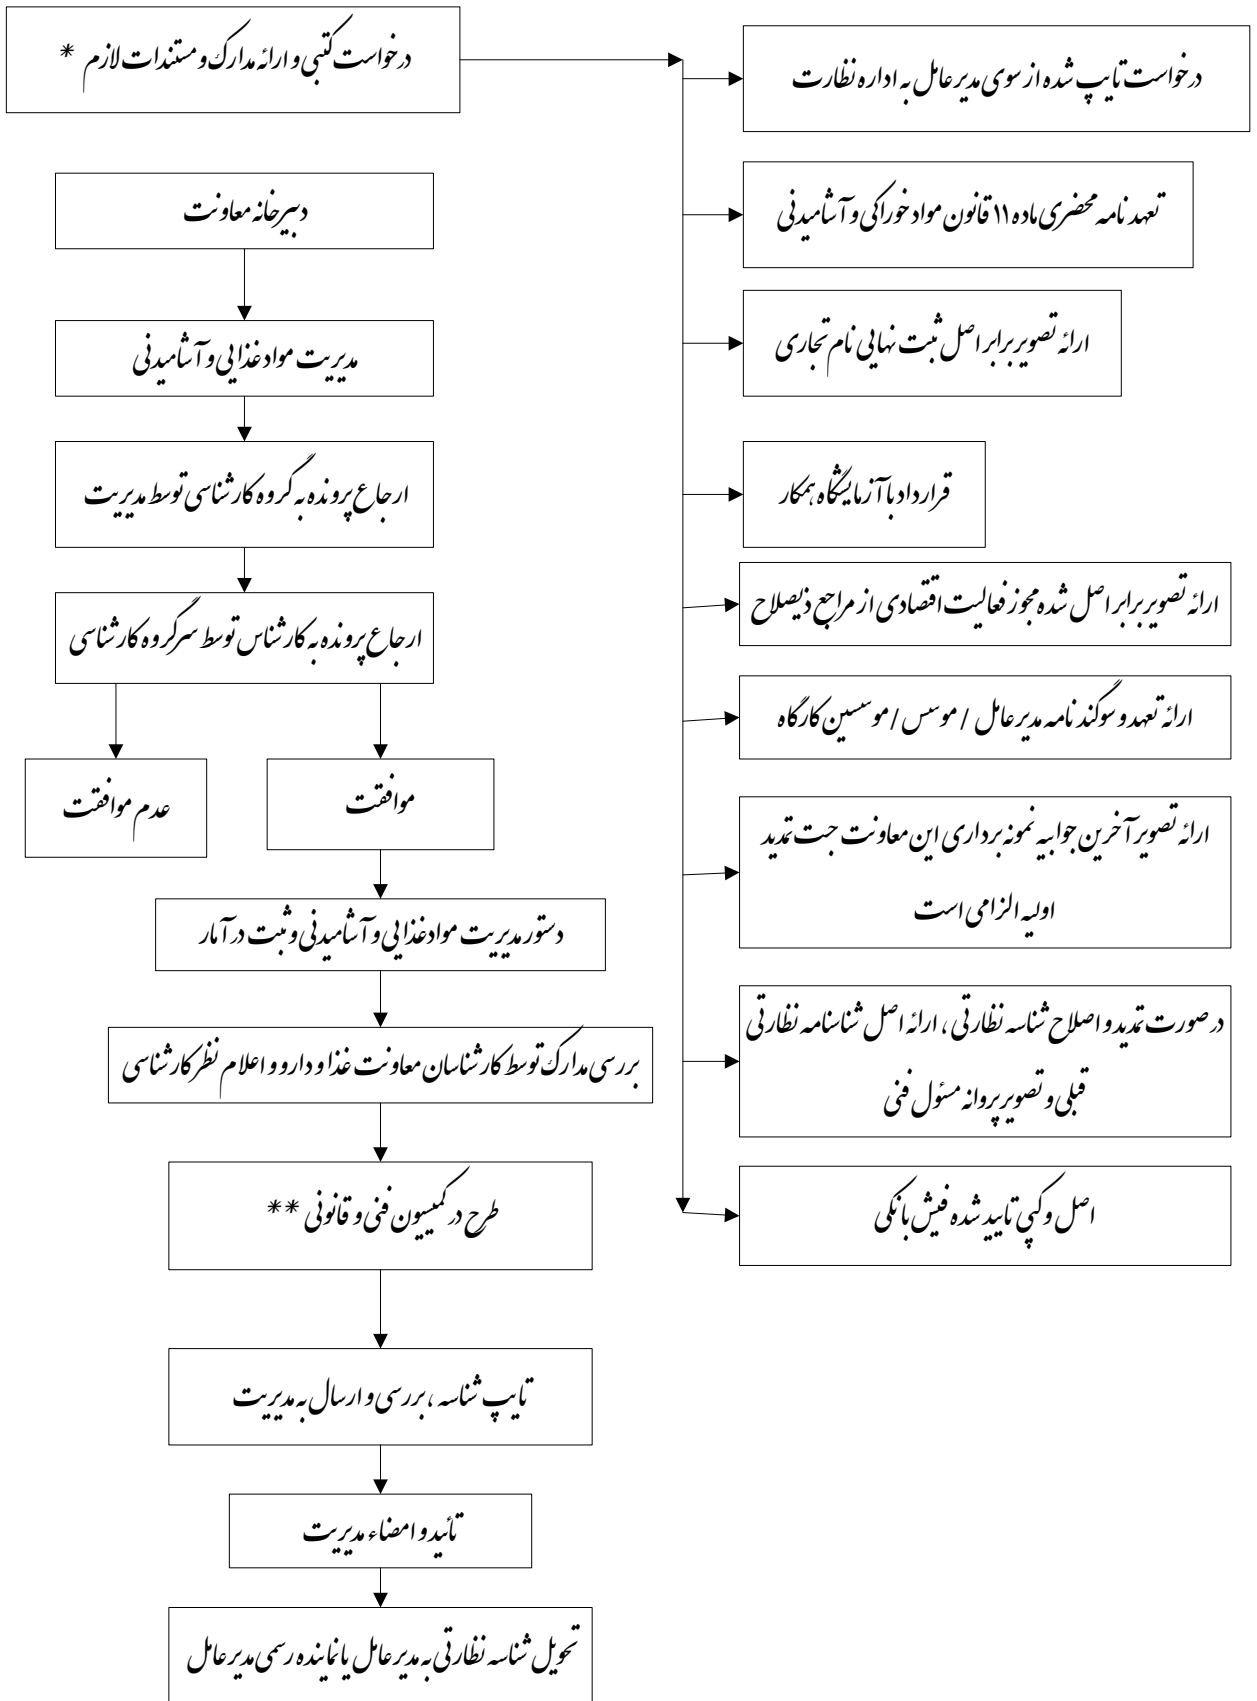 درخواست کتبی و ارائه مدارک و مستندات لازم *
درخواست تایپ شده از سوی مدیرعامل به اداره نظارت
تعهد نامه محضری ماده ۱۱ قانون مواد خوراکی و آشامیدنی
ارائه تصویر برابر اصل ثبت نهایی نام تجاری
قرارداد با آزمایشگاه همکار
ارائه تصویر برابر اصل شده مجوز فعالیت اقتصادی از مراجع ذیصلاح
ارائه تعهد و سوگند نامه مدیرعامل / موسس / موسسین کارگاه
ارائه تصویر آخرین جوابیه نمونه برداری این معاونت جهت تمدید
اولیه الزامی است
در صورت تمدید و اصلاح شناسه نظارتی ، ارائه اصل شناسنامه نظارتی
قبلی و تصویر پروانه مسئول فنی
اصل و کپی تایید شده فیش بانکی
دبیرخانه معاونت
مدیریت مواد غذایی و آشامیدنی
ارجاع پرونده به گروه کارشناسی توسط مدیریت
ارجاع پرونده به کارشناس توسط سرگروه کارشناسی
موافقت
عدم موافقت
دستور مدیریت مواد غذایی و آشامیدنی و ثبت در آمار
بررسی مدارک توسط کارشناسان معاونت غذا و دارو و اعلام نظر کارشناسی
طرح در کمیسیون فنی و قانونی **
تایپ شناسه ، بررسی و ارسال به مدیریت
تائید و امضاء مدیریت
تحویل شناسه نظارتی به مدیرعامل یا نماینده رسمی مدیرعامل